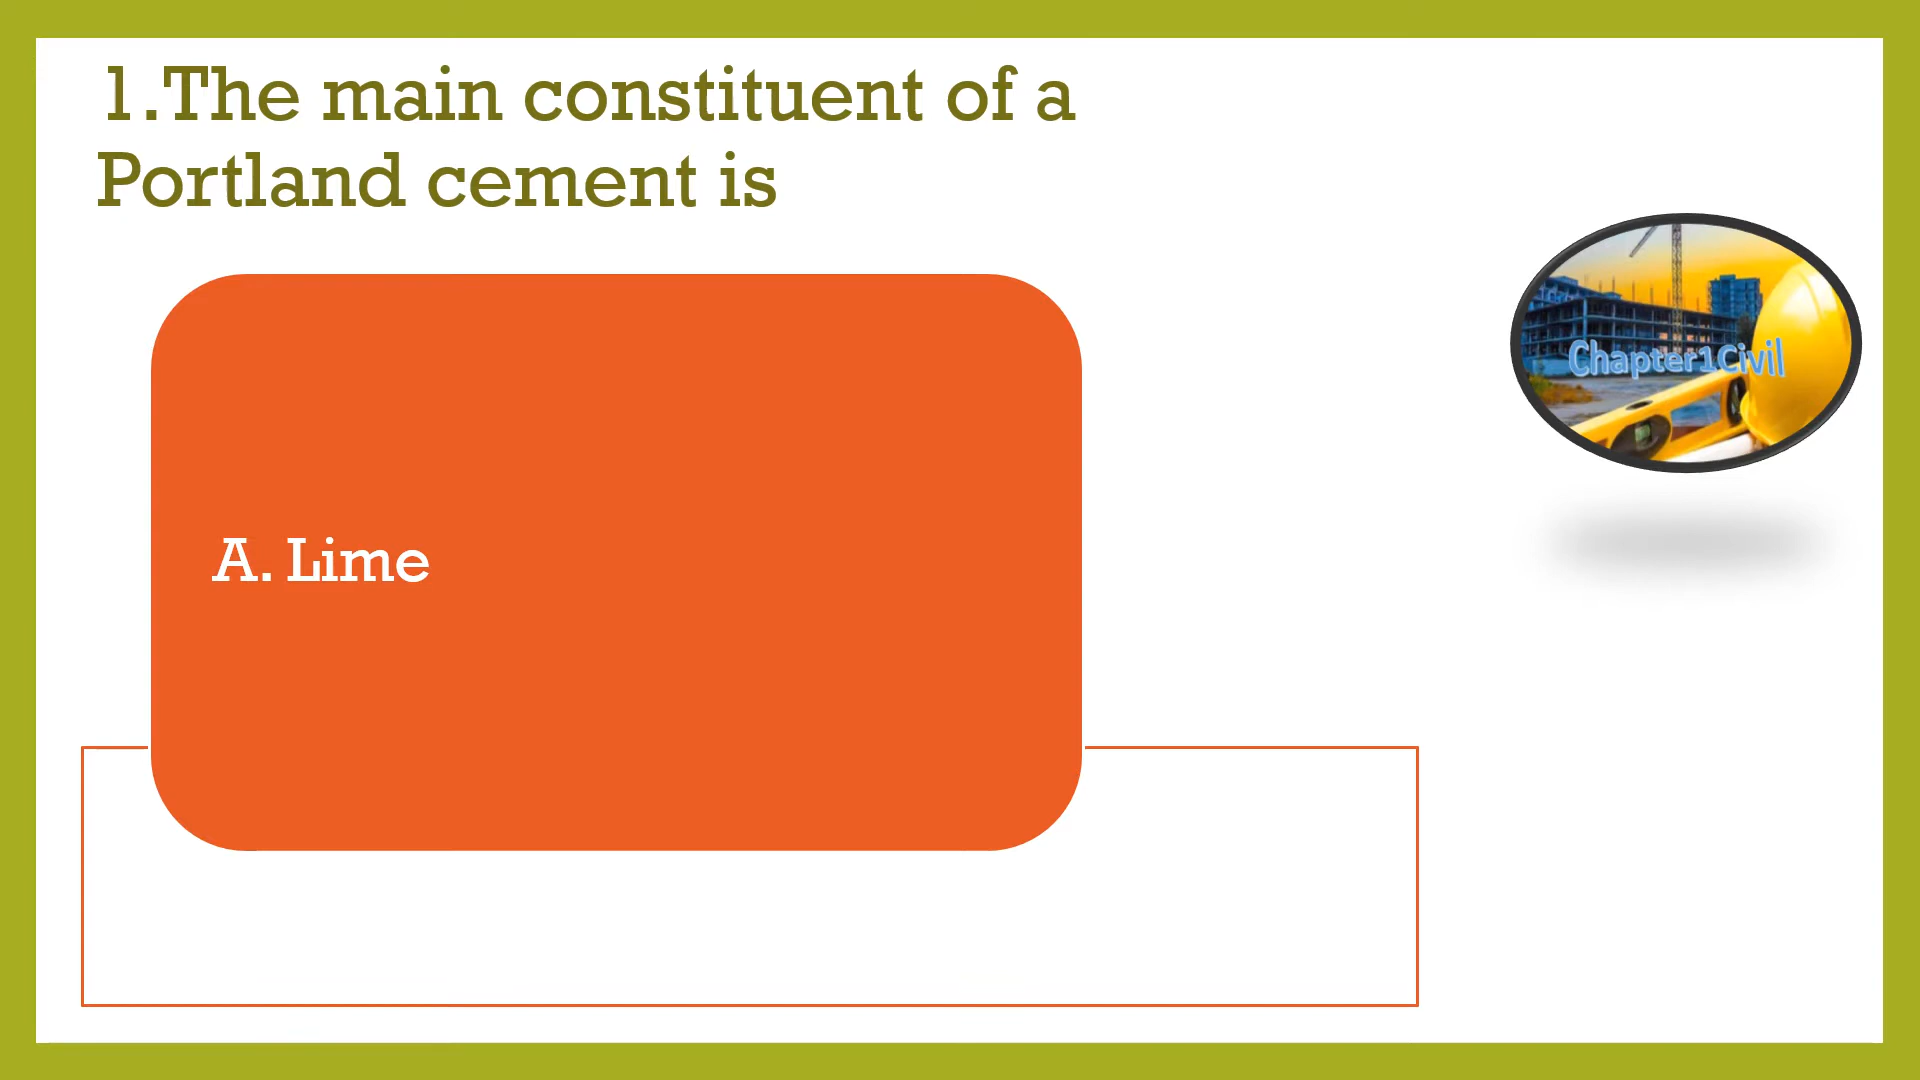 1.The main constituent of a
Portland cement is
Chapter1Civil
A. Lime